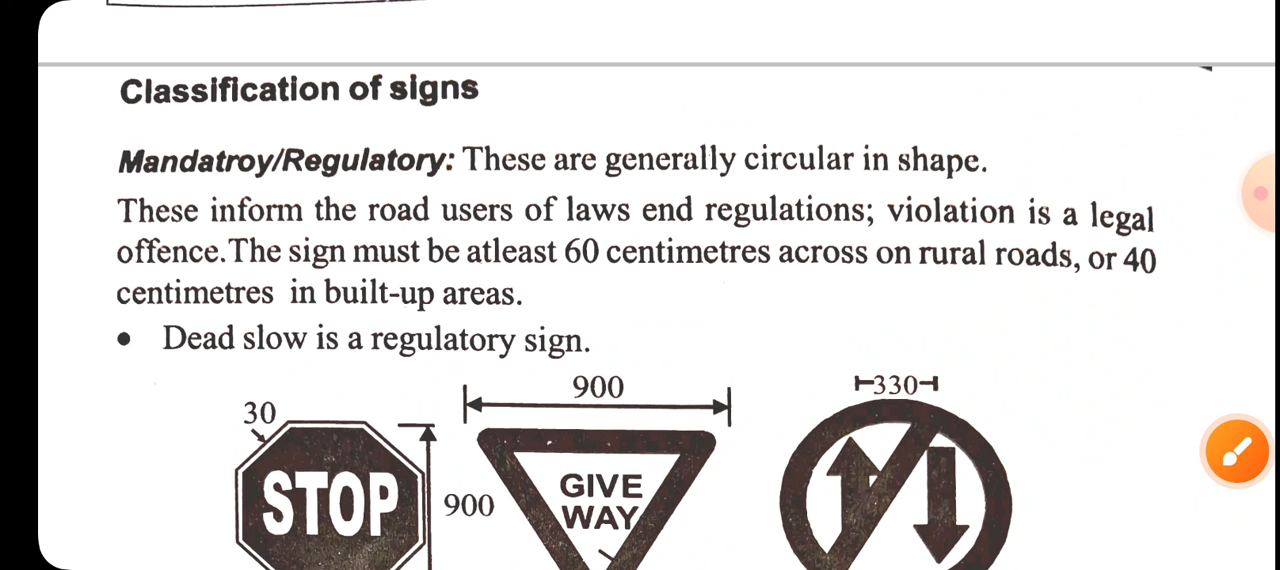 Classification of signs
Mandatroy/Regulatory: These are generally circular in shape.
These inform the road users of laws end regulations; violation is a legal
offence.The sign must be atleast 60 centimetres across on rural roads, or 40
centimetres in built-up areas.
• Dead slow is a regulatory sign.
30
900
330
STOP
900
GIVE
WAY